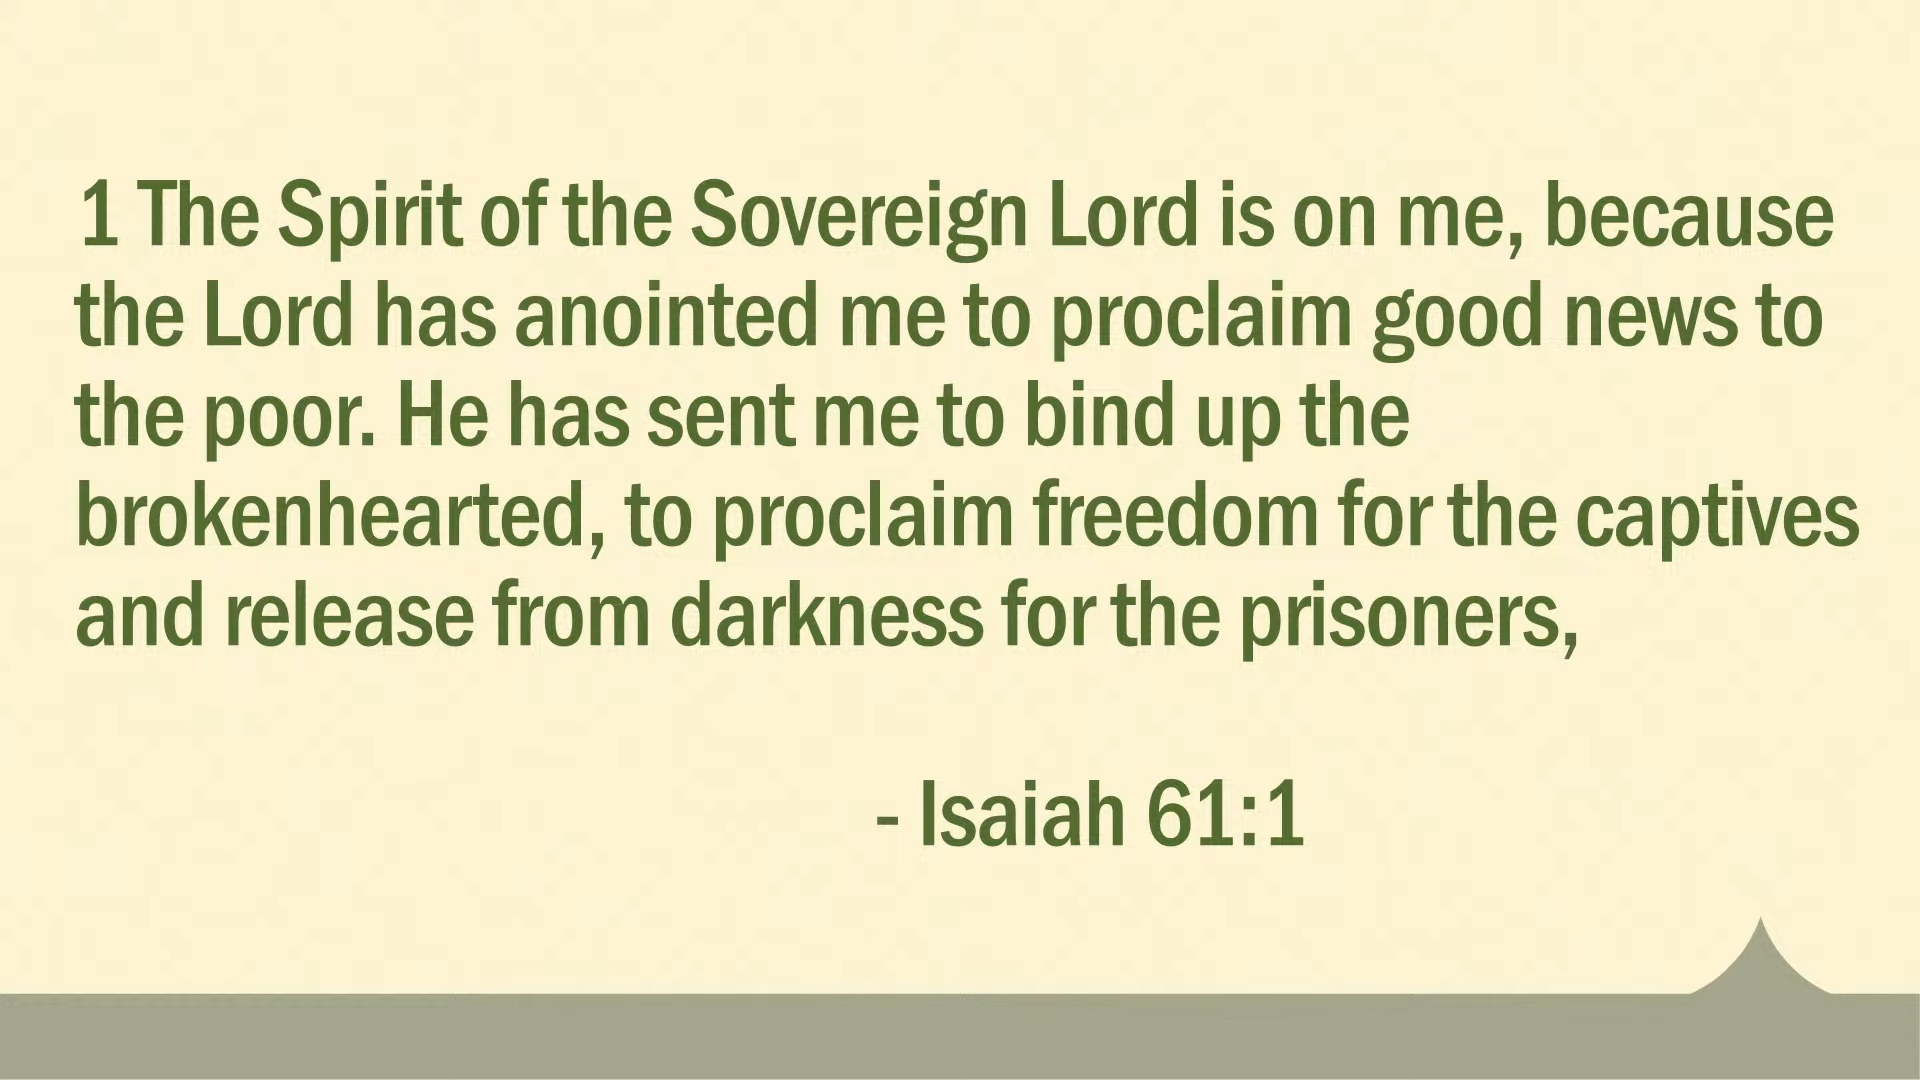 1 The Spirit of the Sovereign Lord is on me, because
the Lord has anointed me to proclaim good news to
the poor. He has sent me to bind up the
brokenhearted, to proclaim freedom for the captives
and release from darkness for the prisoners,
- Isaiah 61:1